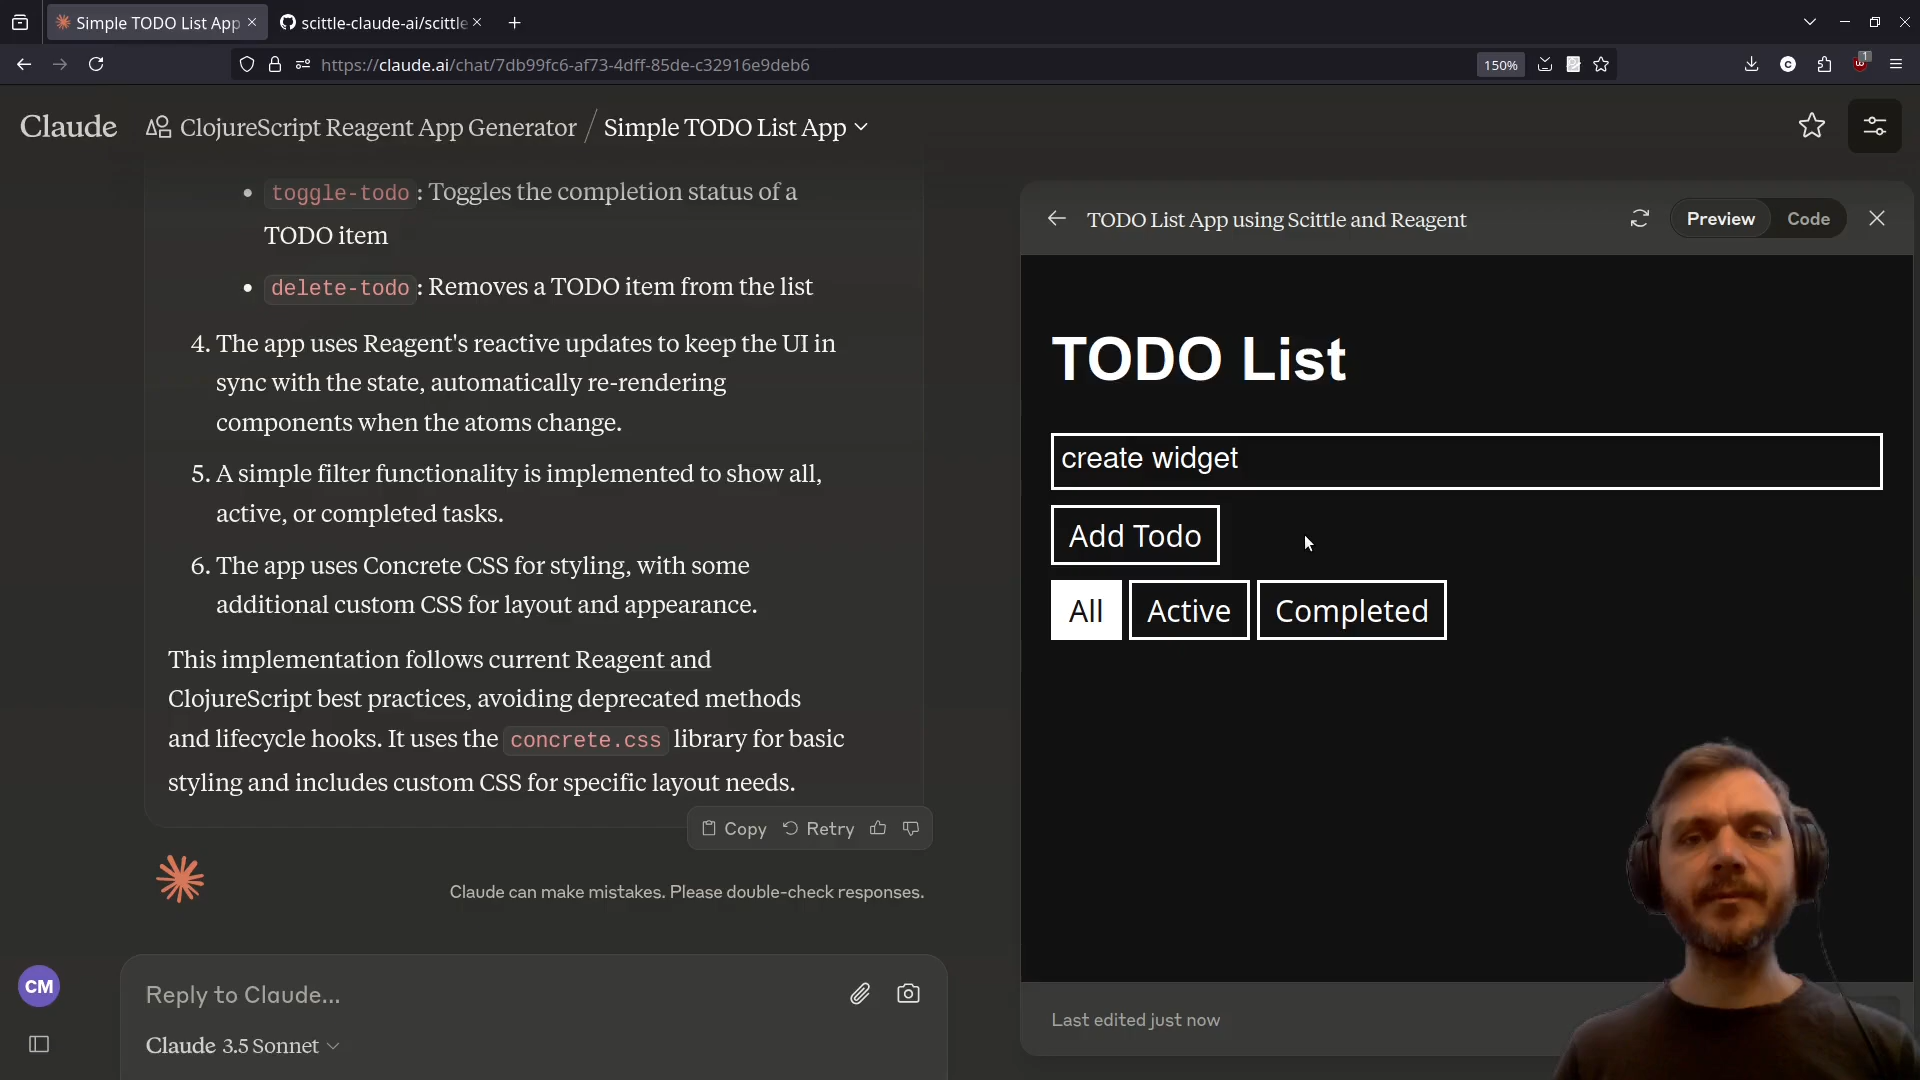 Simple TODO List App
scittle-claude-ai/scittle
https://claude.ai/chat/7db99fc6-af73-4dff-85de-c32916e9deb6
150%
1
Claude
ClojureScript Reagent App Generator / Simple TODO List App
toggle-todo : Toggles the completion status of a
TODO item
delete-todo : Removes a TODO item from the list
4. The app uses Reagent's reactive updates to keep the UI in
sync with the state, automatically re-rendering
components when the atoms change.
5. A simple filter functionality is implemented to show all,
active, or completed tasks.
6. The app uses Concrete CSS for styling, with some
additional custom CSS for layout and appearance.
This implementation follows current Reagent and
ClojureScript best practices, avoiding deprecated methods
and lifecycle hooks. It uses the concrete.css library for basic
styling and includes custom CSS for specific layout needs.
Copy Retry
Claude can make mistakes. Please double-check responses.
CM
Reply to Claude...
Claude 3.5 Sonnet
TODO List App using Scittle and Reagent
Preview Code
TODO List
create widget
Add Todo
All Active Completed
Last edited just now